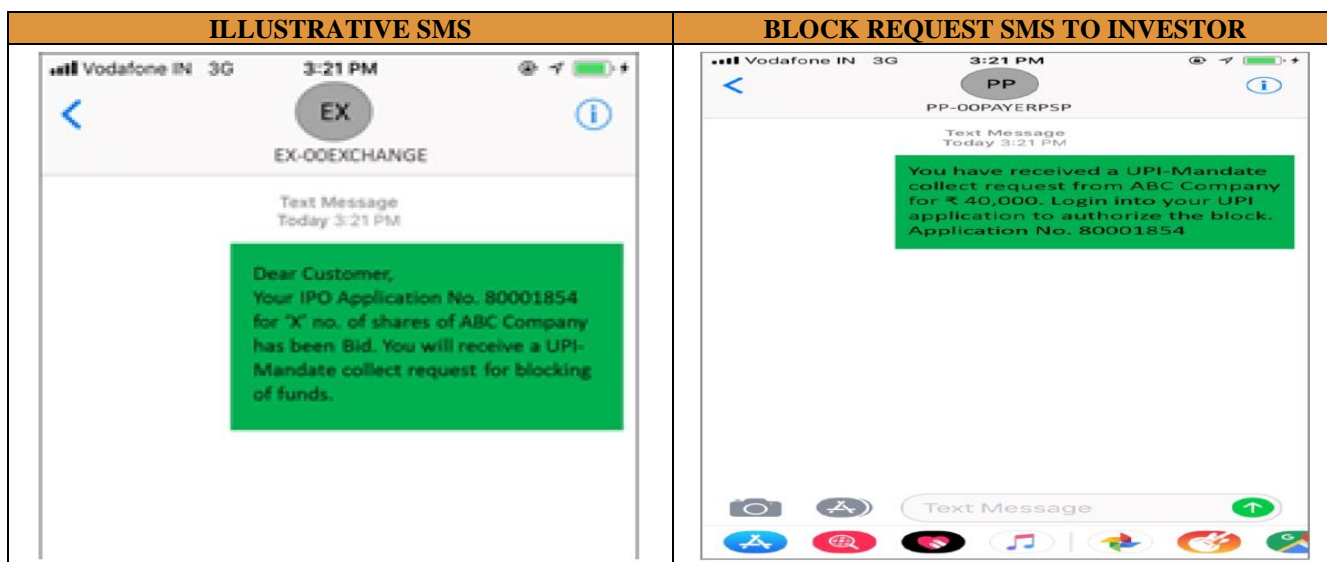 ILLUSTRATIVE SMS
BLOCK REQUEST SMS TO INVESTOR
Vodafone IN 3G 3:21 PM
EX
EX-00EXCHANGE
Text Message
Today 3:21 PM
Dear Customer,
Your IPO Application No. 80001854
for 'X' no. of shares of ABC Company
has been Bid. You will receive a UPI-
Mandate collect request for blocking
of funds.
Vodafone IN 3G 3:21 PM
PP
PP-00PAYERPSP
Text Message
Today 3:21 PM
You have received a UPI-Mandate
collect request from ABC Company
for ₹ 40,000. Login into your UPI
application to authorize the block.
Application No. 80001854
Text Message
G